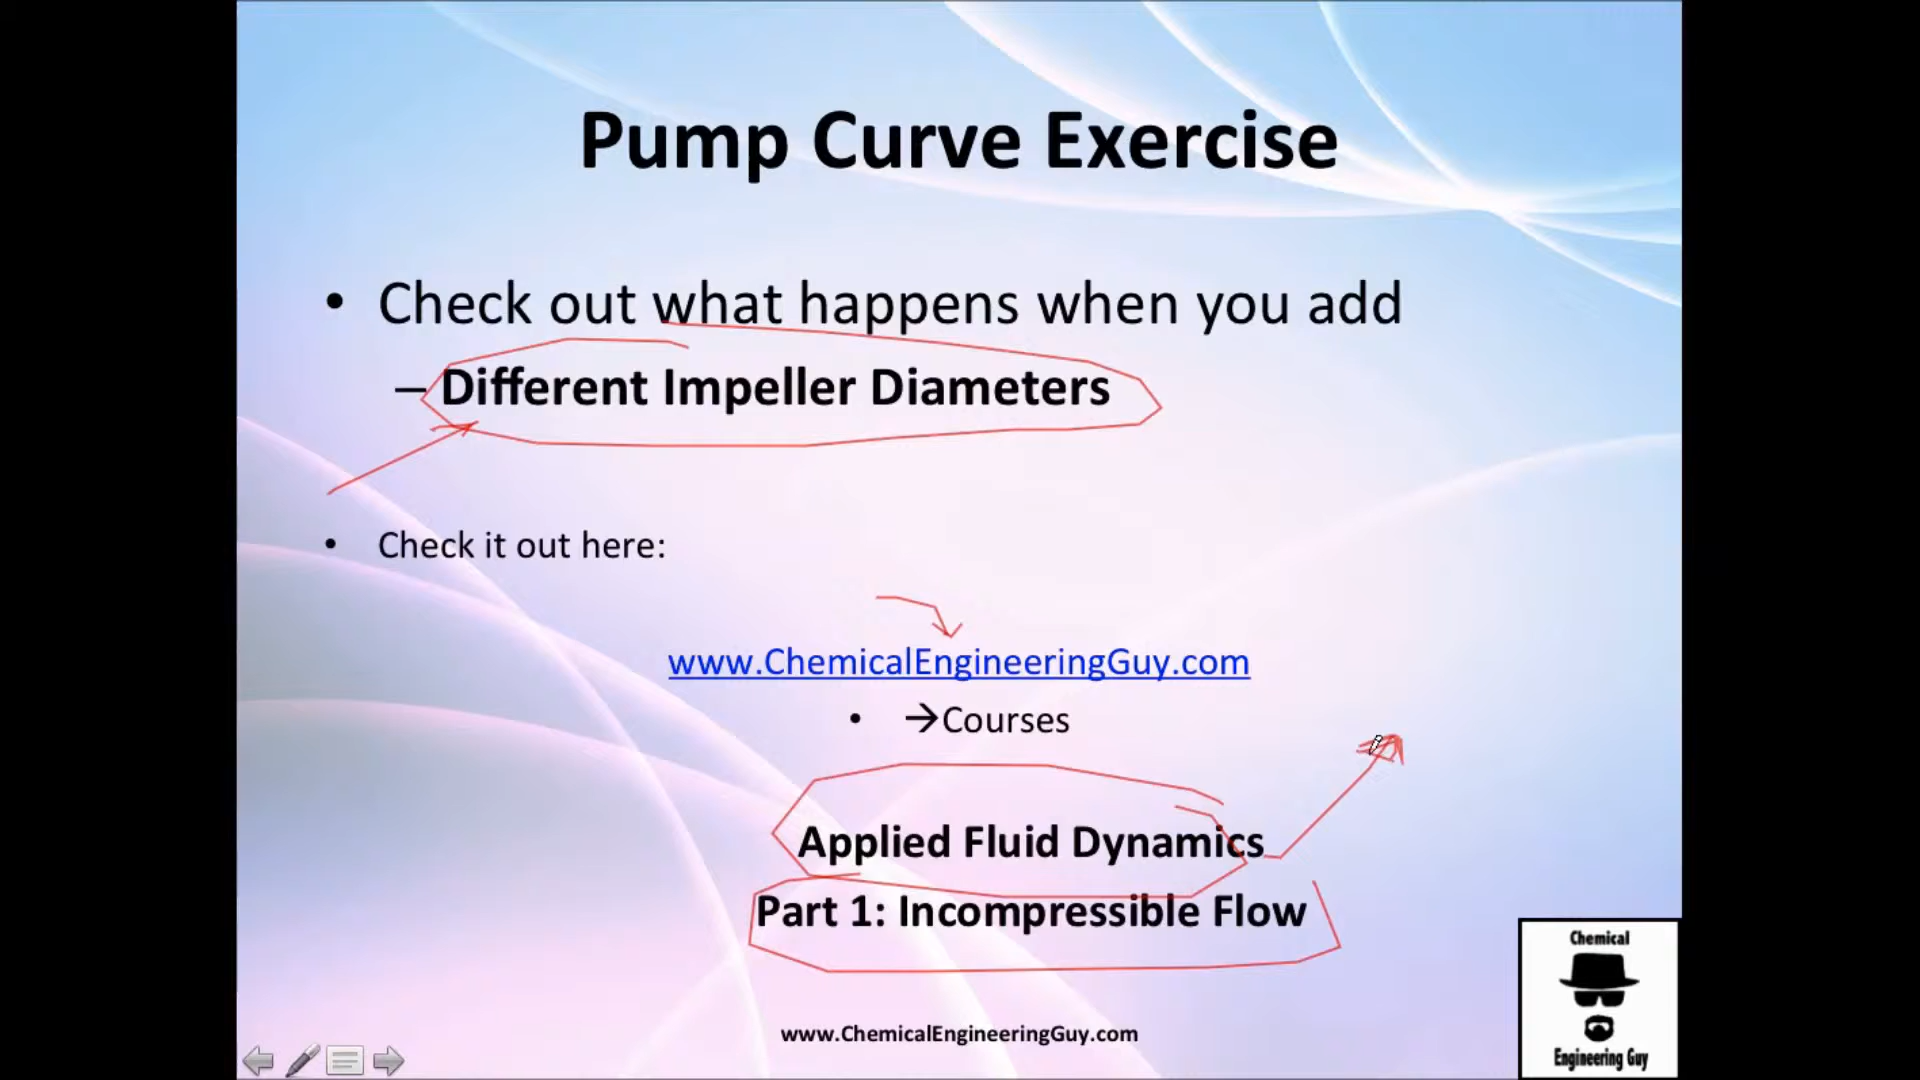 Pump Curve Exercise
• Check out what happens when you add
– Different Impeller Diameters
• Check it out here:
www.ChemicalEngineeringGuy.com
• →Courses
Applied Fluid Dynamics
Part 1: Incompressible Flow
www.ChemicalEngineeringGuy.com
Chemical
Engineering Guy